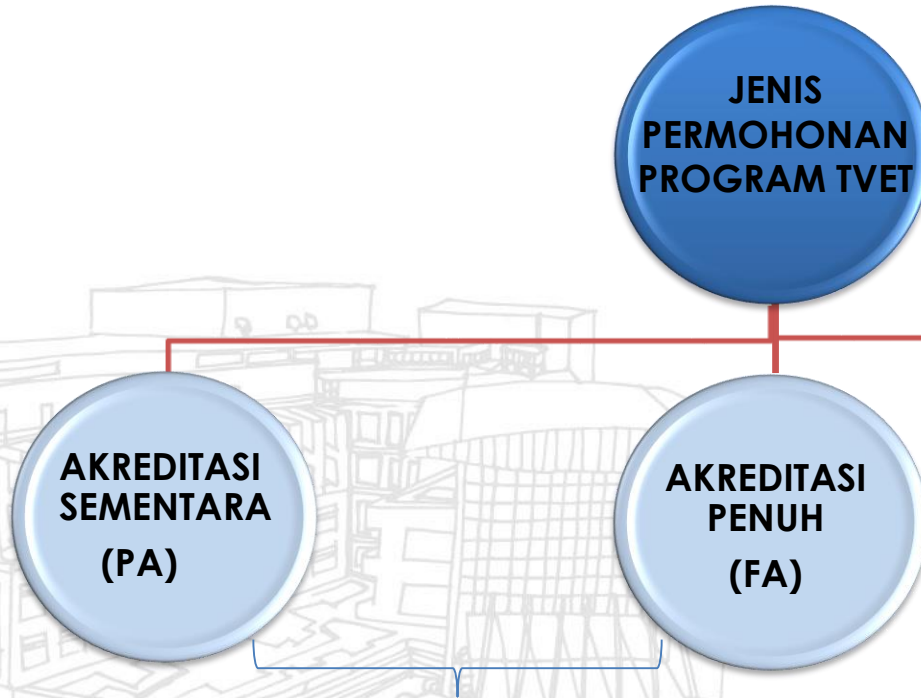 JENIS
PERMOHONAN
PROGRAM TVET
AKREDITASI
SEMENTARA
(PA)
AKREDITASI
PENUH
(FA)